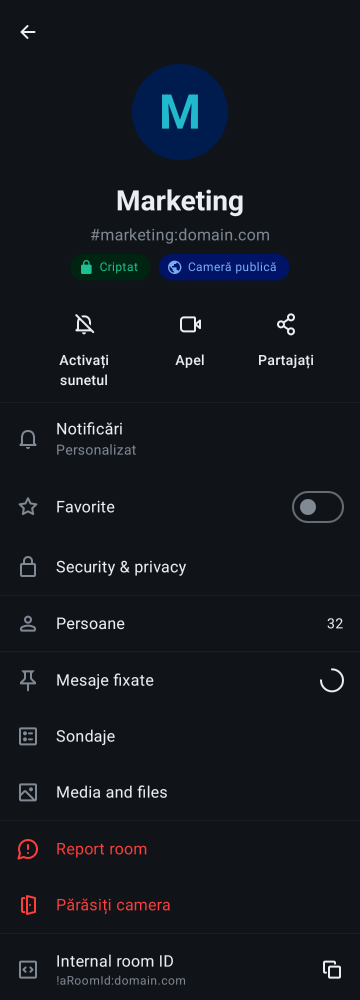 M
Marketing
#marketing:domain.com
Criptat
Cameră publică
Activați
sunetul
Apel
Partajați
Notificări
Personalizat
Favorite
Security & privacy
Persoane
32
Mesaje fixate
Sondaje
Media and files
Report room
Părăsiți camera
Internal room ID
!aRoomId:domain.com